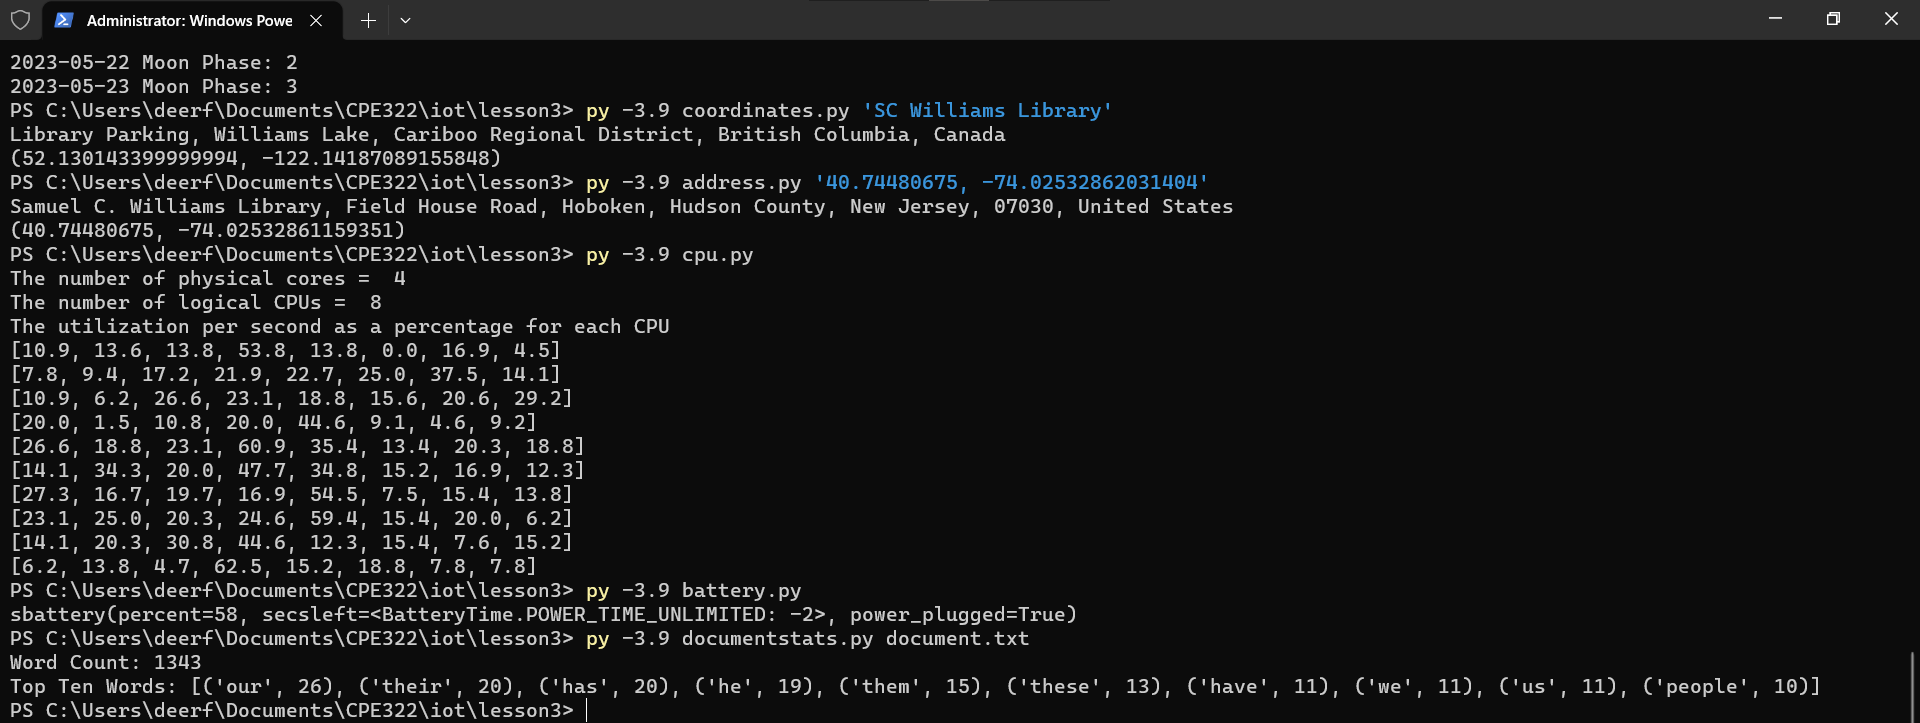 Administrator: Windows Powe
2023-05-22 Moon Phase: 2
2023-05-23 Moon Phase: 3
PS C:\Users\deerf\Documents\CPE322\iot\lesson3> py -3.9 coordinates.py 'SC Williams Library'
Library Parking, Williams Lake, Cariboo Regional District, British Columbia, Canada
(52.130143399999994, -122.14187089155848)
PS C:\Users\deerf\Documents\CPE322\iot\lesson3> py -3.9 address.py '40.74480675, -74.02532862031404'
Samuel C. Williams Library, Field House Road, Hoboken, Hudson County, New Jersey, 07030, United States
(40.74480675, -74.02532861159351)
PS C:\Users\deerf\Documents\CPE322\iot\lesson3> py -3.9 cpu.py
The number of physical cores =  4
The number of logical CPUs =  8
The utilization per second as a percentage for each CPU
[10.9, 13.6, 13.8, 53.8, 13.8, 0.0, 16.9, 4.5]
[7.8, 9.4, 17.2, 21.9, 22.7, 25.0, 37.5, 14.1]
[10.9, 6.2, 26.6, 23.1, 18.8, 15.6, 20.6, 29.2]
[20.0, 1.5, 10.8, 20.0, 44.6, 9.1, 4.6, 9.2]
[26.6, 18.8, 23.1, 60.9, 35.4, 13.4, 20.3, 18.8]
[14.1, 34.3, 20.0, 47.7, 34.8, 15.2, 16.9, 12.3]
[27.3, 16.7, 19.7, 16.9, 54.5, 7.5, 15.4, 13.8]
[23.1, 25.0, 20.3, 24.6, 59.4, 15.4, 20.0, 6.2]
[14.1, 20.3, 30.8, 44.6, 12.3, 15.4, 7.6, 15.2]
[6.2, 13.8, 4.7, 62.5, 15.2, 18.8, 7.8, 7.8]
PS C:\Users\deerf\Documents\CPE322\iot\lesson3> py -3.9 battery.py
sbattery(percent=58, secsleft=<BatteryTime.POWER_TIME_UNLIMITED: -2>, power_plugged=True)
PS C:\Users\deerf\Documents\CPE322\iot\lesson3> py -3.9 documentstats.py document.txt
Word Count: 1343
Top Ten Words: [('our', 26), ('their', 20), ('has', 20), ('he', 19), ('them', 15), ('these', 13), ('have', 11), ('we', 11), ('us', 11), ('people', 10)]
PS C:\Users\deerf\Documents\CPE322\iot\lesson3>